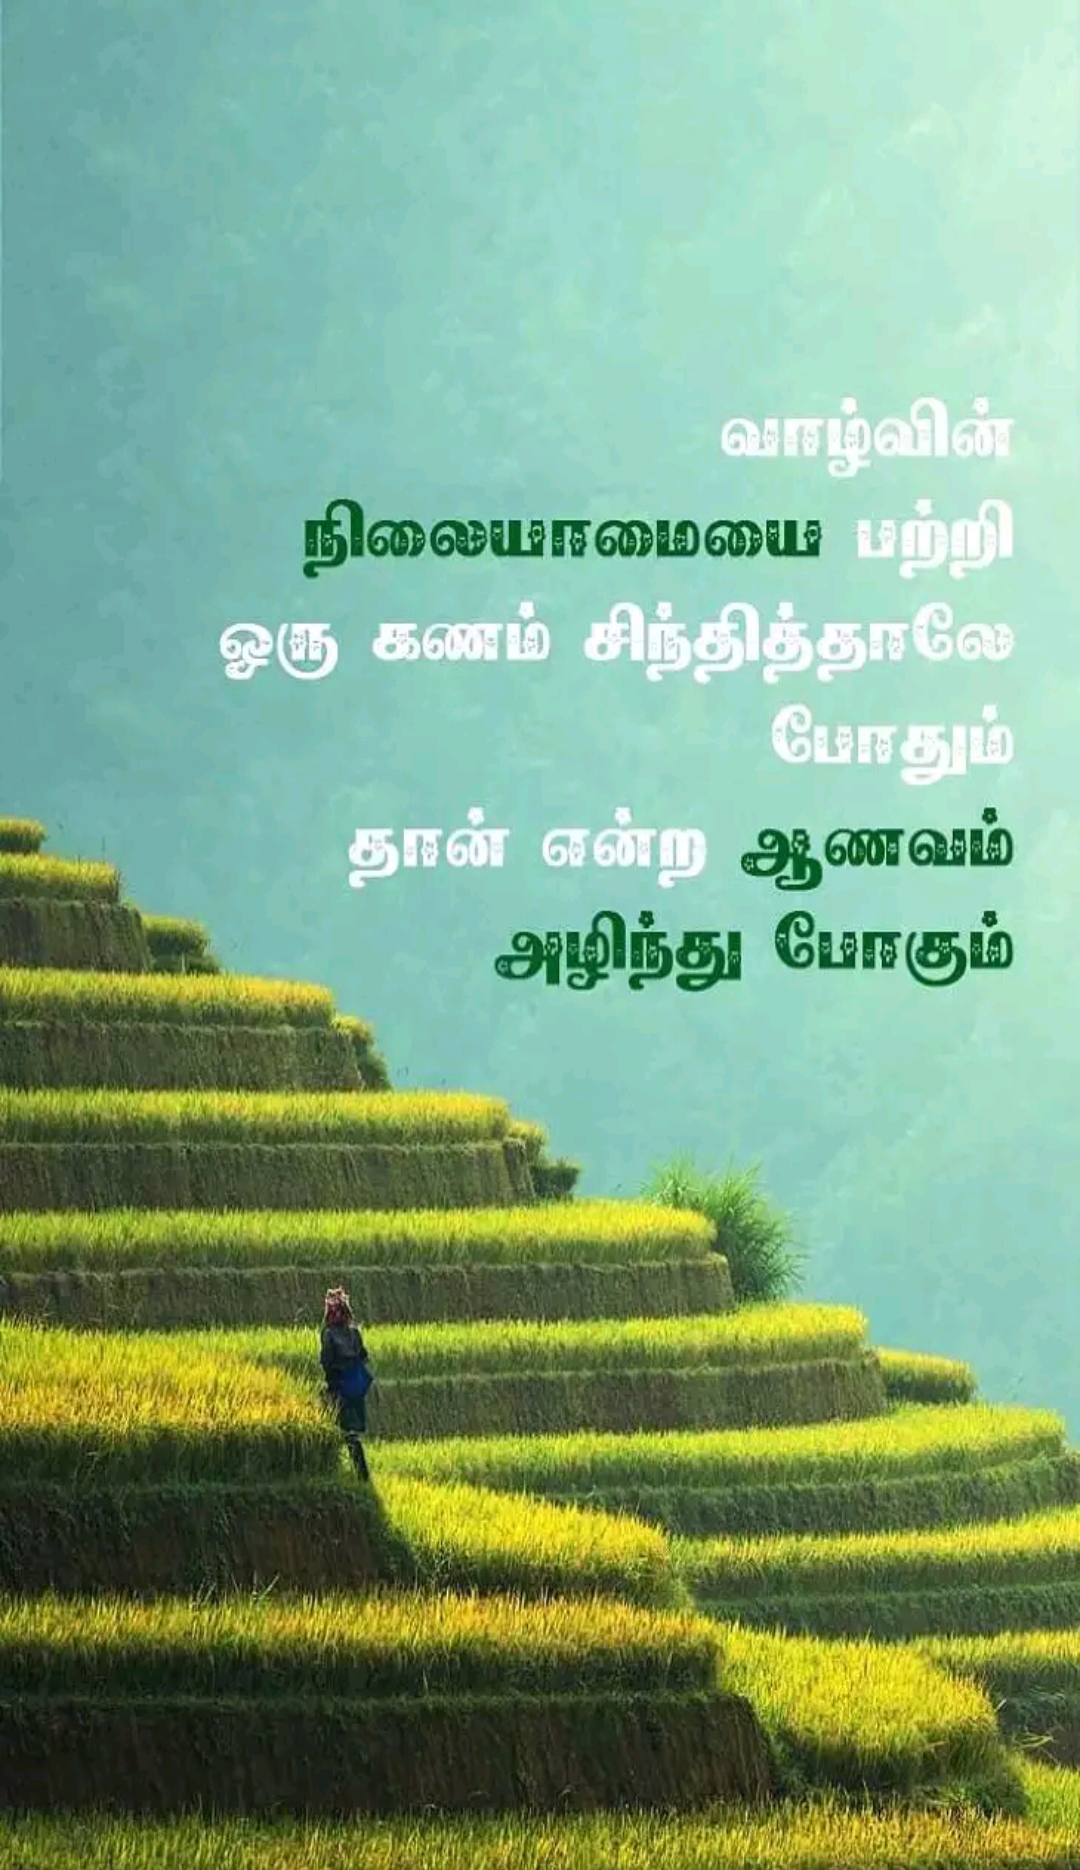 வாழ்வின்
நிலையாமையை பற்றி
ஒரு கணம் சிந்தித்தாலே
போதும்
தான் என்ற ஆணவம்
அழிந்து போகும்